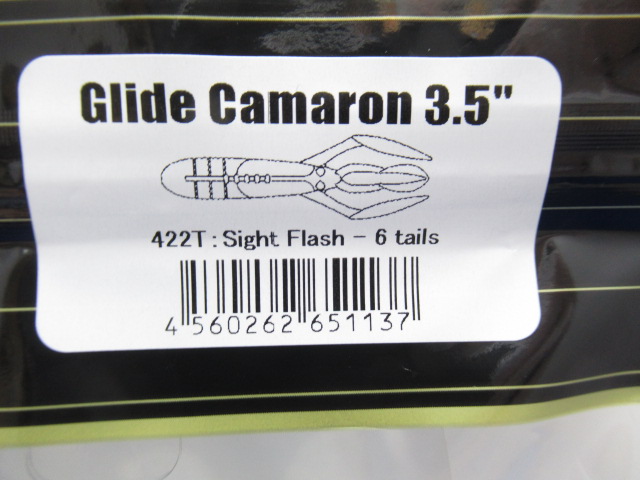 Glide Camaron 3.5"
422T : Sight Flash - 6 tails
4 560262 651137